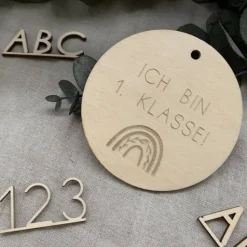 ABC
ICH BIN
1. KLASSE!
123
A